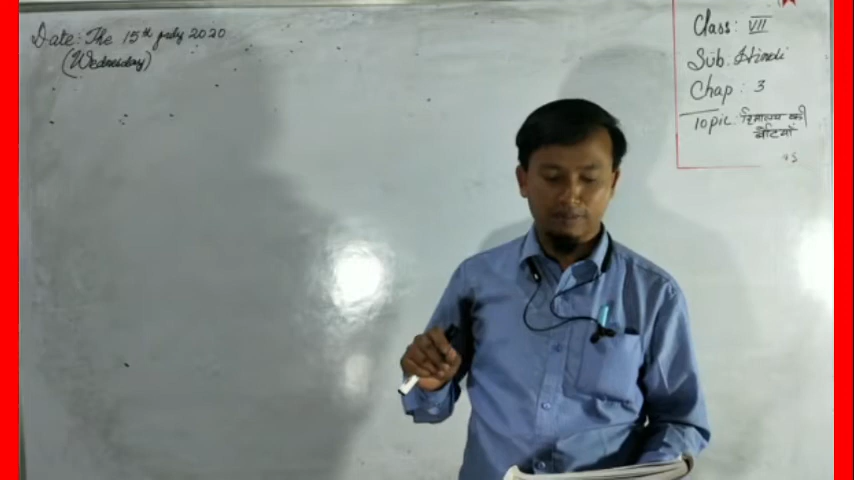 Date: The 15th july 2020
(Wednesday)
Class: VII
Sub. Hindi
Chap: 3
Topic: हिमालय की
बेटियाँ